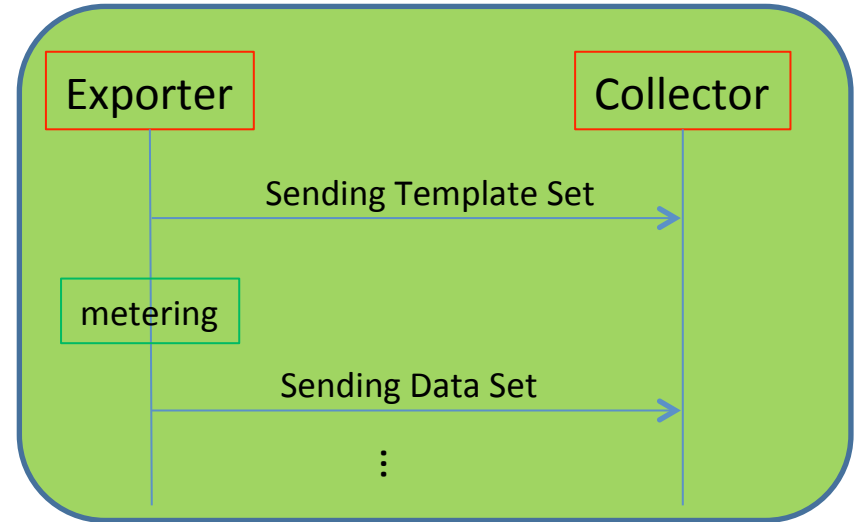 Exporter
Collector
Sending Template Set
metering
Sending Data Set
⋮